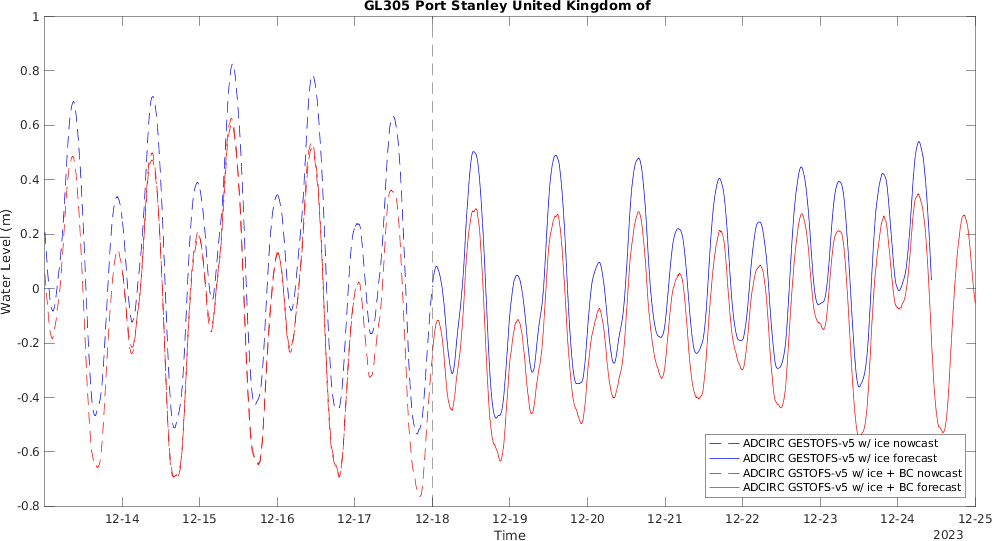 GL305 Port Stanley United Kingdom of
1
0.8
0.6
0.4
0.2
0
-0.2
-0.4
-0.6
-0.8
Water Level (m)
ADCIRC GESTOFS-v5 w/ ice nowcast
ADCIRC GESTOFS-v5 w/ ice forecast
ADCIRC GSTOFS-v5 w/ ice + BC nowcast
ADCIRC GSTOFS-v5 w/ ice + BC forecast
12-14 12-15 12-16 12-17 12-18 12-19 12-20 12-21 12-22 12-23 12-24 12-25
Time
2023